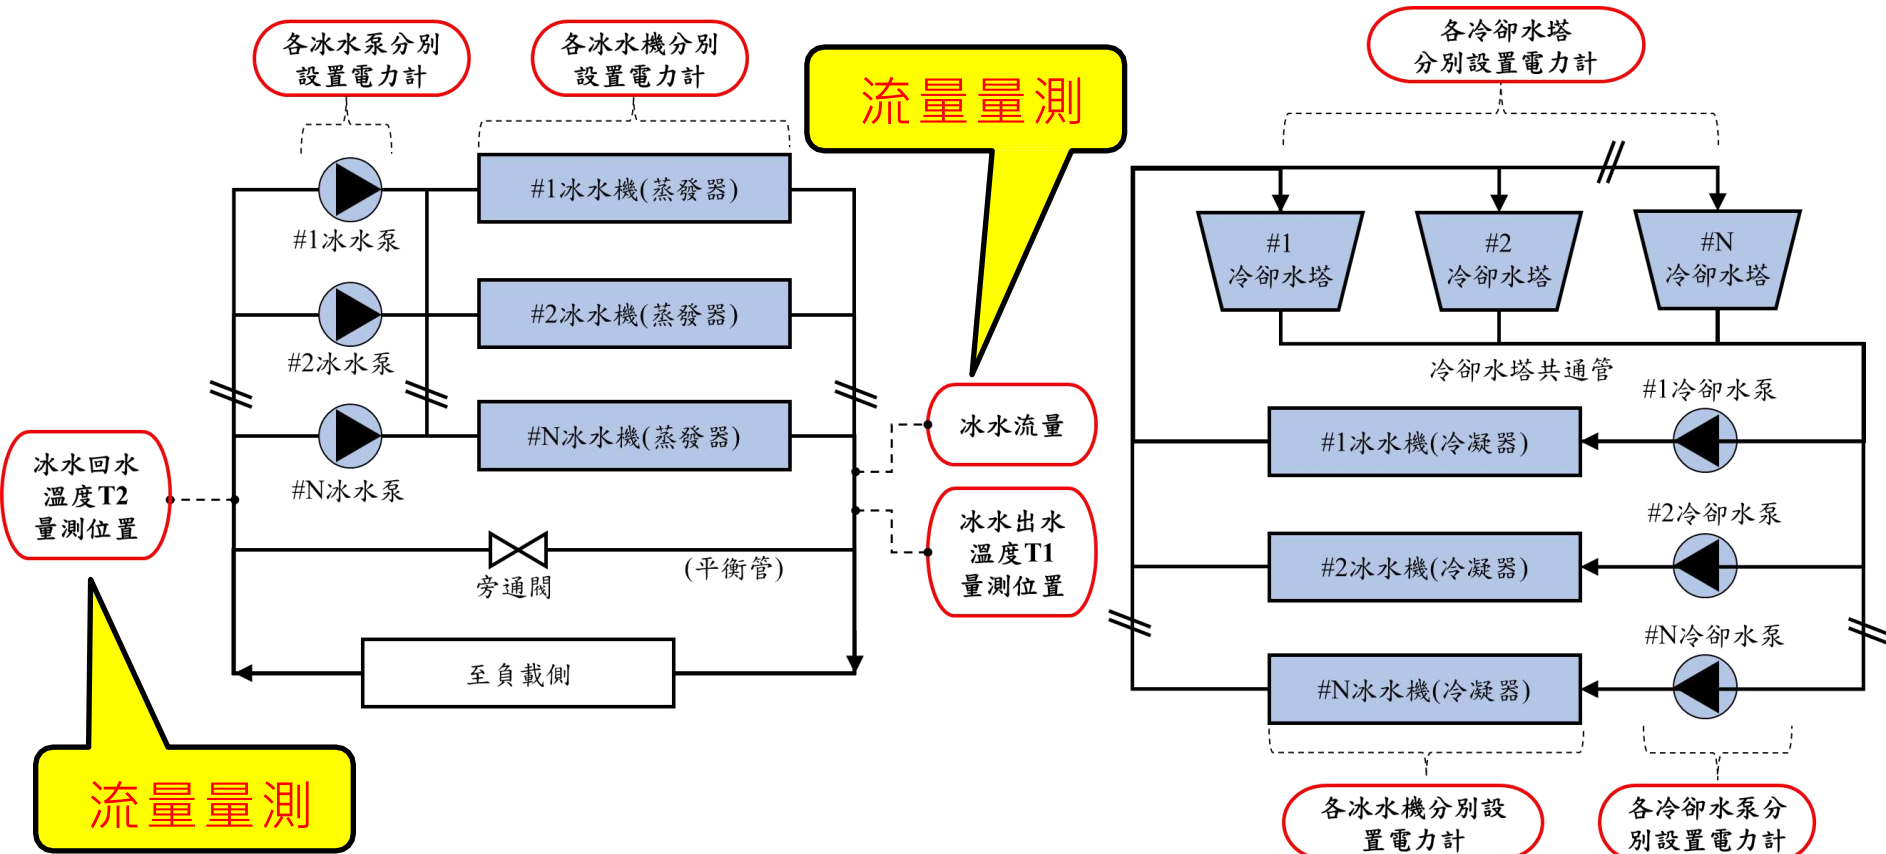 各冰水泵分別
設置電力計
各冰水機分別
設置電力計
流量量測
各冷卻水塔
分別設置電力計
#1冰水機(蒸發器)
#1冰水泵
#2冰水機(蒸發器)
#2冰水泵
#N冰水機(蒸發器)
#N冰水泵
冰水回水
溫度T2
量測位置
旁通閥
(平衡管)
至負載側
流量量測
冰水流量
冰水出水
溫度T1
量測位置
#1
冷卻水塔
#2
冷卻水塔
#N
冷卻水塔
冷卻水塔共通管
#1冷卻水泵
#1冰水機(冷凝器)
#2冷卻水泵
#2冰水機(冷凝器)
#N冷卻水泵
#N冰水機(冷凝器)
各冰水機分別設
置電力計
各冷卻水泵分
別設置電力計